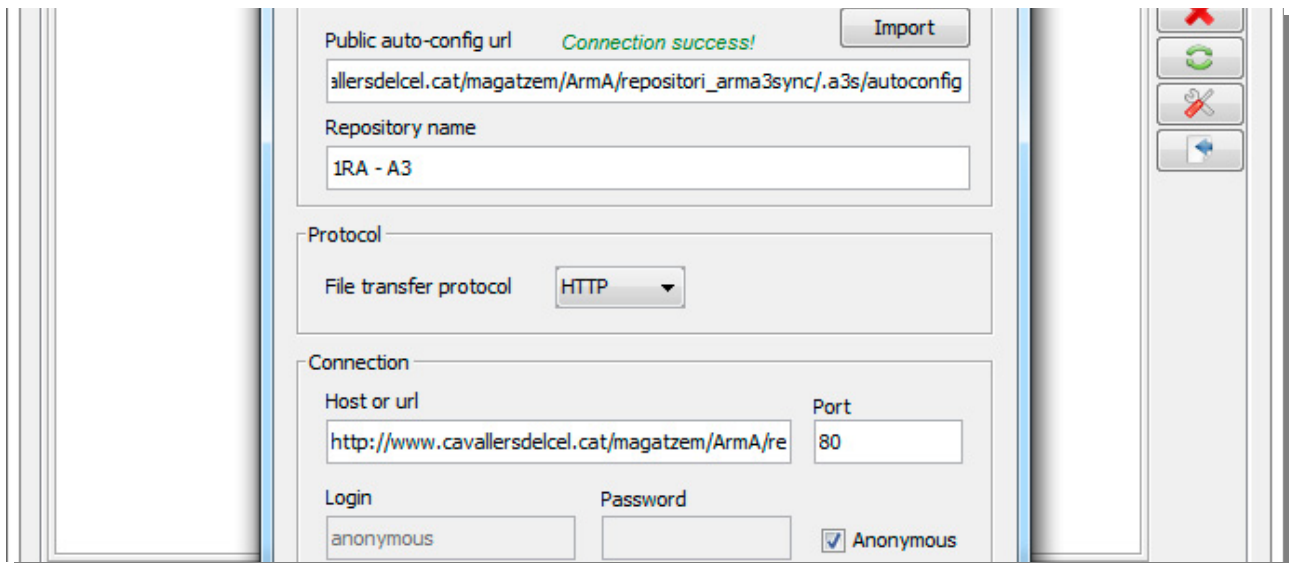 Import
Public auto-config url Connection success!
allersdelcel.cat/magatzem/ArmA/repositori_arma3sync/.a3s/autoconfig
Repository name
1RA - A3
Protocol
File transfer protocol HTTP
Connection
Host or url Port
http://www.cavallersdelcel.cat/magatzem/ArmA/re 80
Login Password
anonymous Anonymous